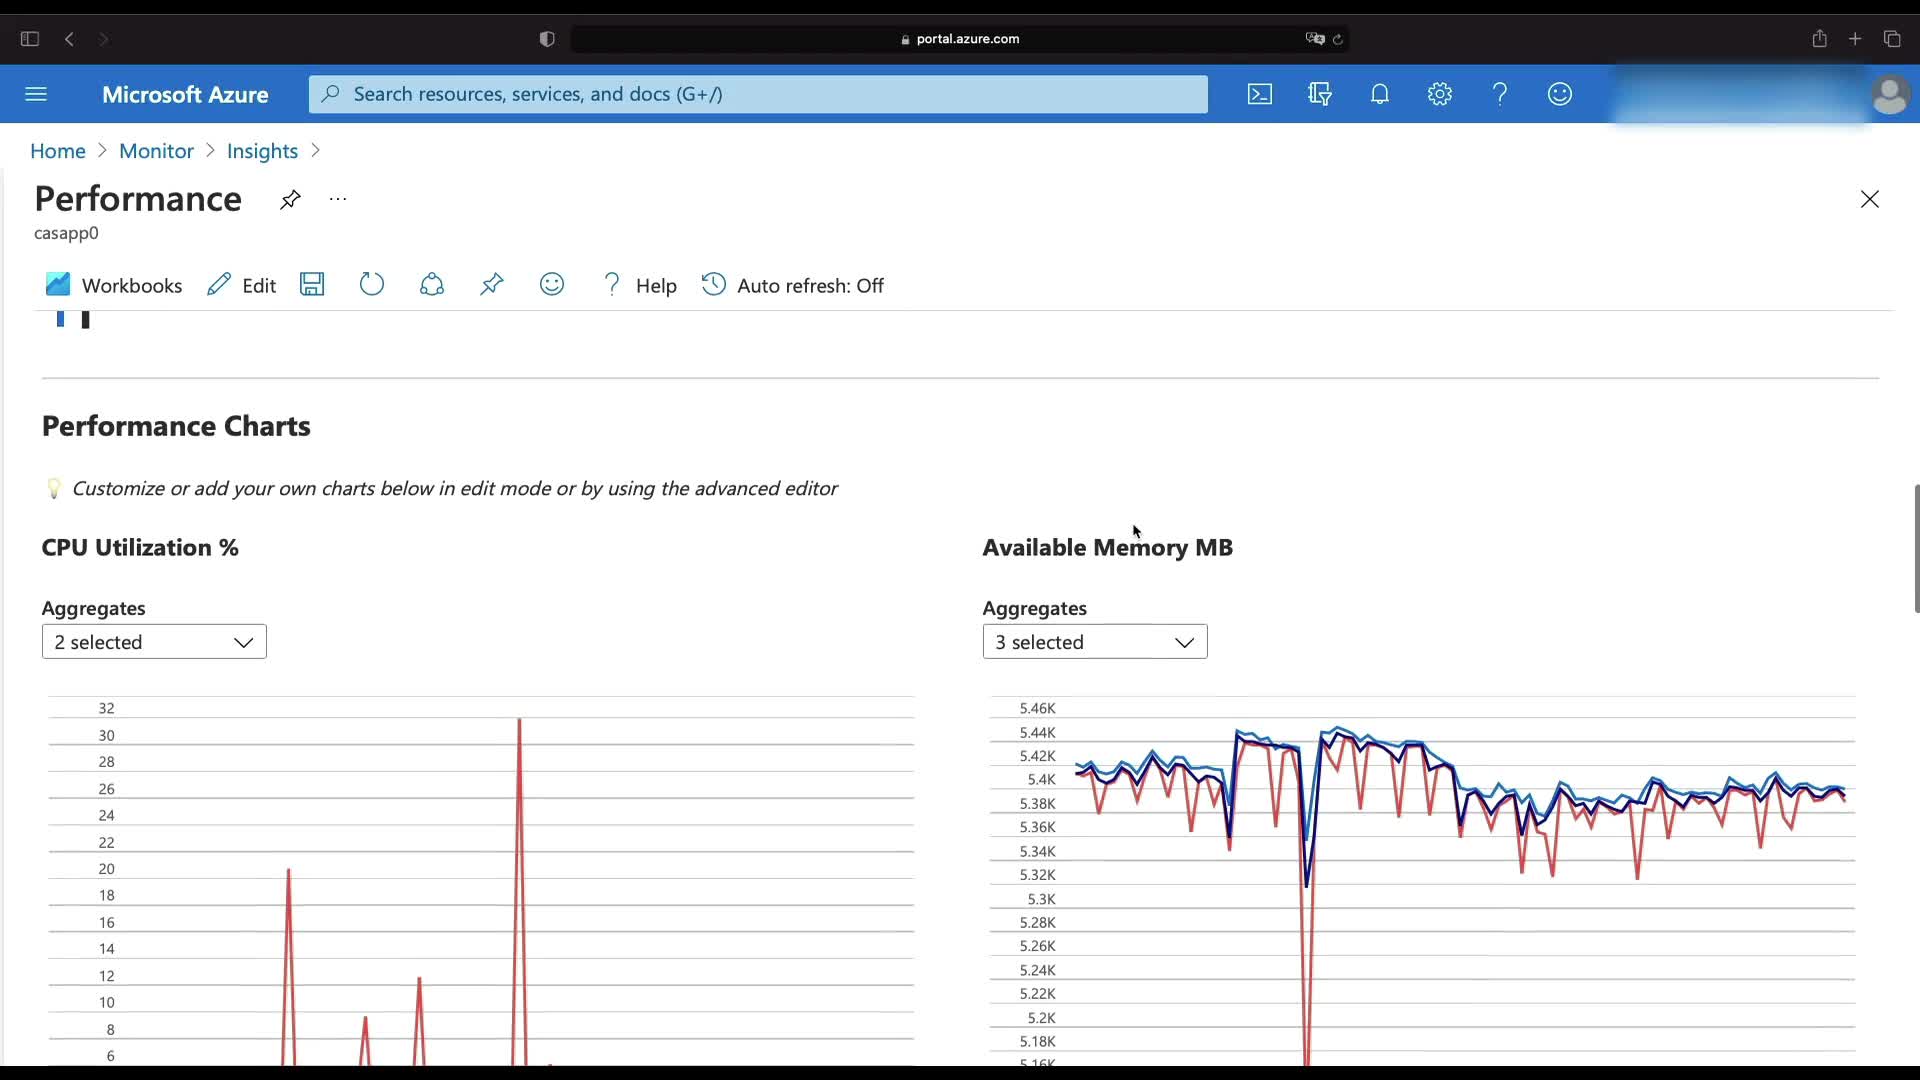 portal.azure.com
Microsoft Azure
Search resources, services, and docs (G+/)
Home > Monitor > Insights >
Performance ...
casapp0
Workbooks Edit Help Auto refresh: Off
Performance Charts
Customize or add your own charts below in edit mode or by using the advanced editor
CPU Utilization %
Aggregates
2 selected
32
30
28
26
24
22
20
18
16
14
12
10
8
6
Available Memory MB
Aggregates
3 selected
5.46K
5.44K
5.42K
5.4K
5.38K
5.36K
5.34K
5.32K
5.3K
5.28K
5.26K
5.24K
5.22K
5.2K
5.18K
5.16K